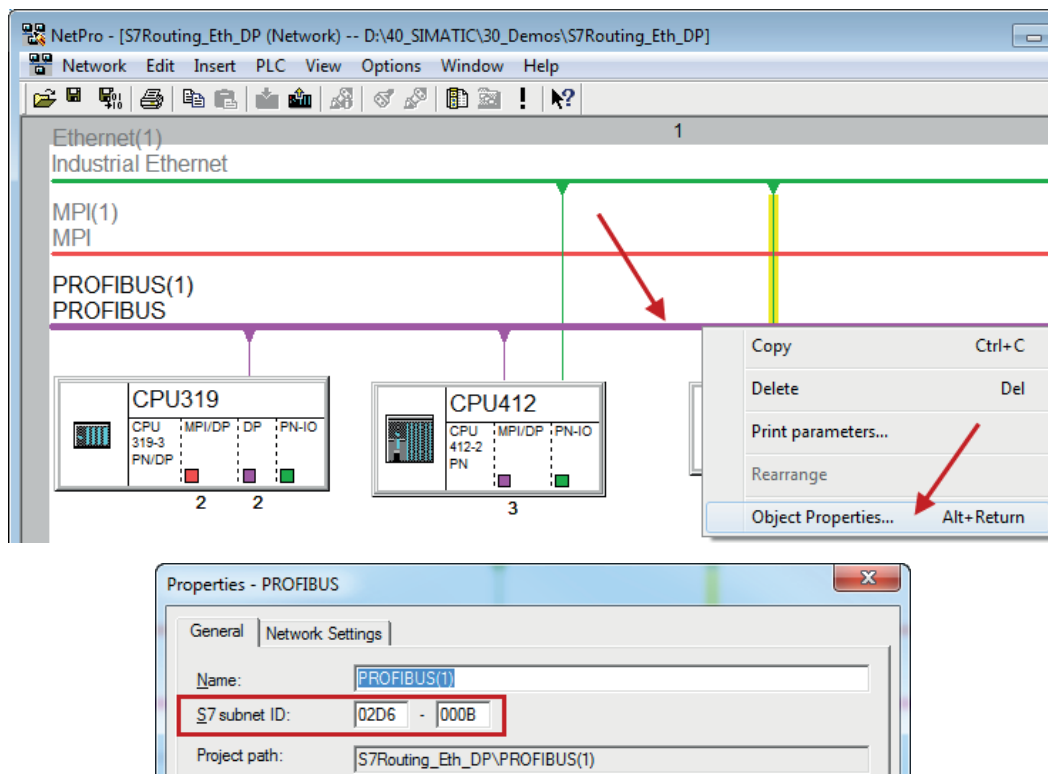 NetPro - [S7Routing_Eth_DP (Network) -- D:\40_SIMATIC\30_Demos\S7Routing_Eth_DP]
Network Edit Insert PLC View Options Window Help
1
Ethernet(1)
Industrial Ethernet
MPI(1)
MPI
PROFIBUS(1)
PROFIBUS
CPU319
CPU 319-3 PN/DP MPI/DP DP PN-IO
2 2
CPU412
CPU 412-2 PN MPI/DP PN-IO
3
Copy Ctrl+C
Delete Del
Print parameters...
Rearrange
Object Properties... Alt+Return
Properties - PROFIBUS
General Network Settings
Name: PROFIBUS(1)
S7 subnet ID: 02D6 - 000B
Project path: S7Routing_Eth_DP\PROFIBUS(1)